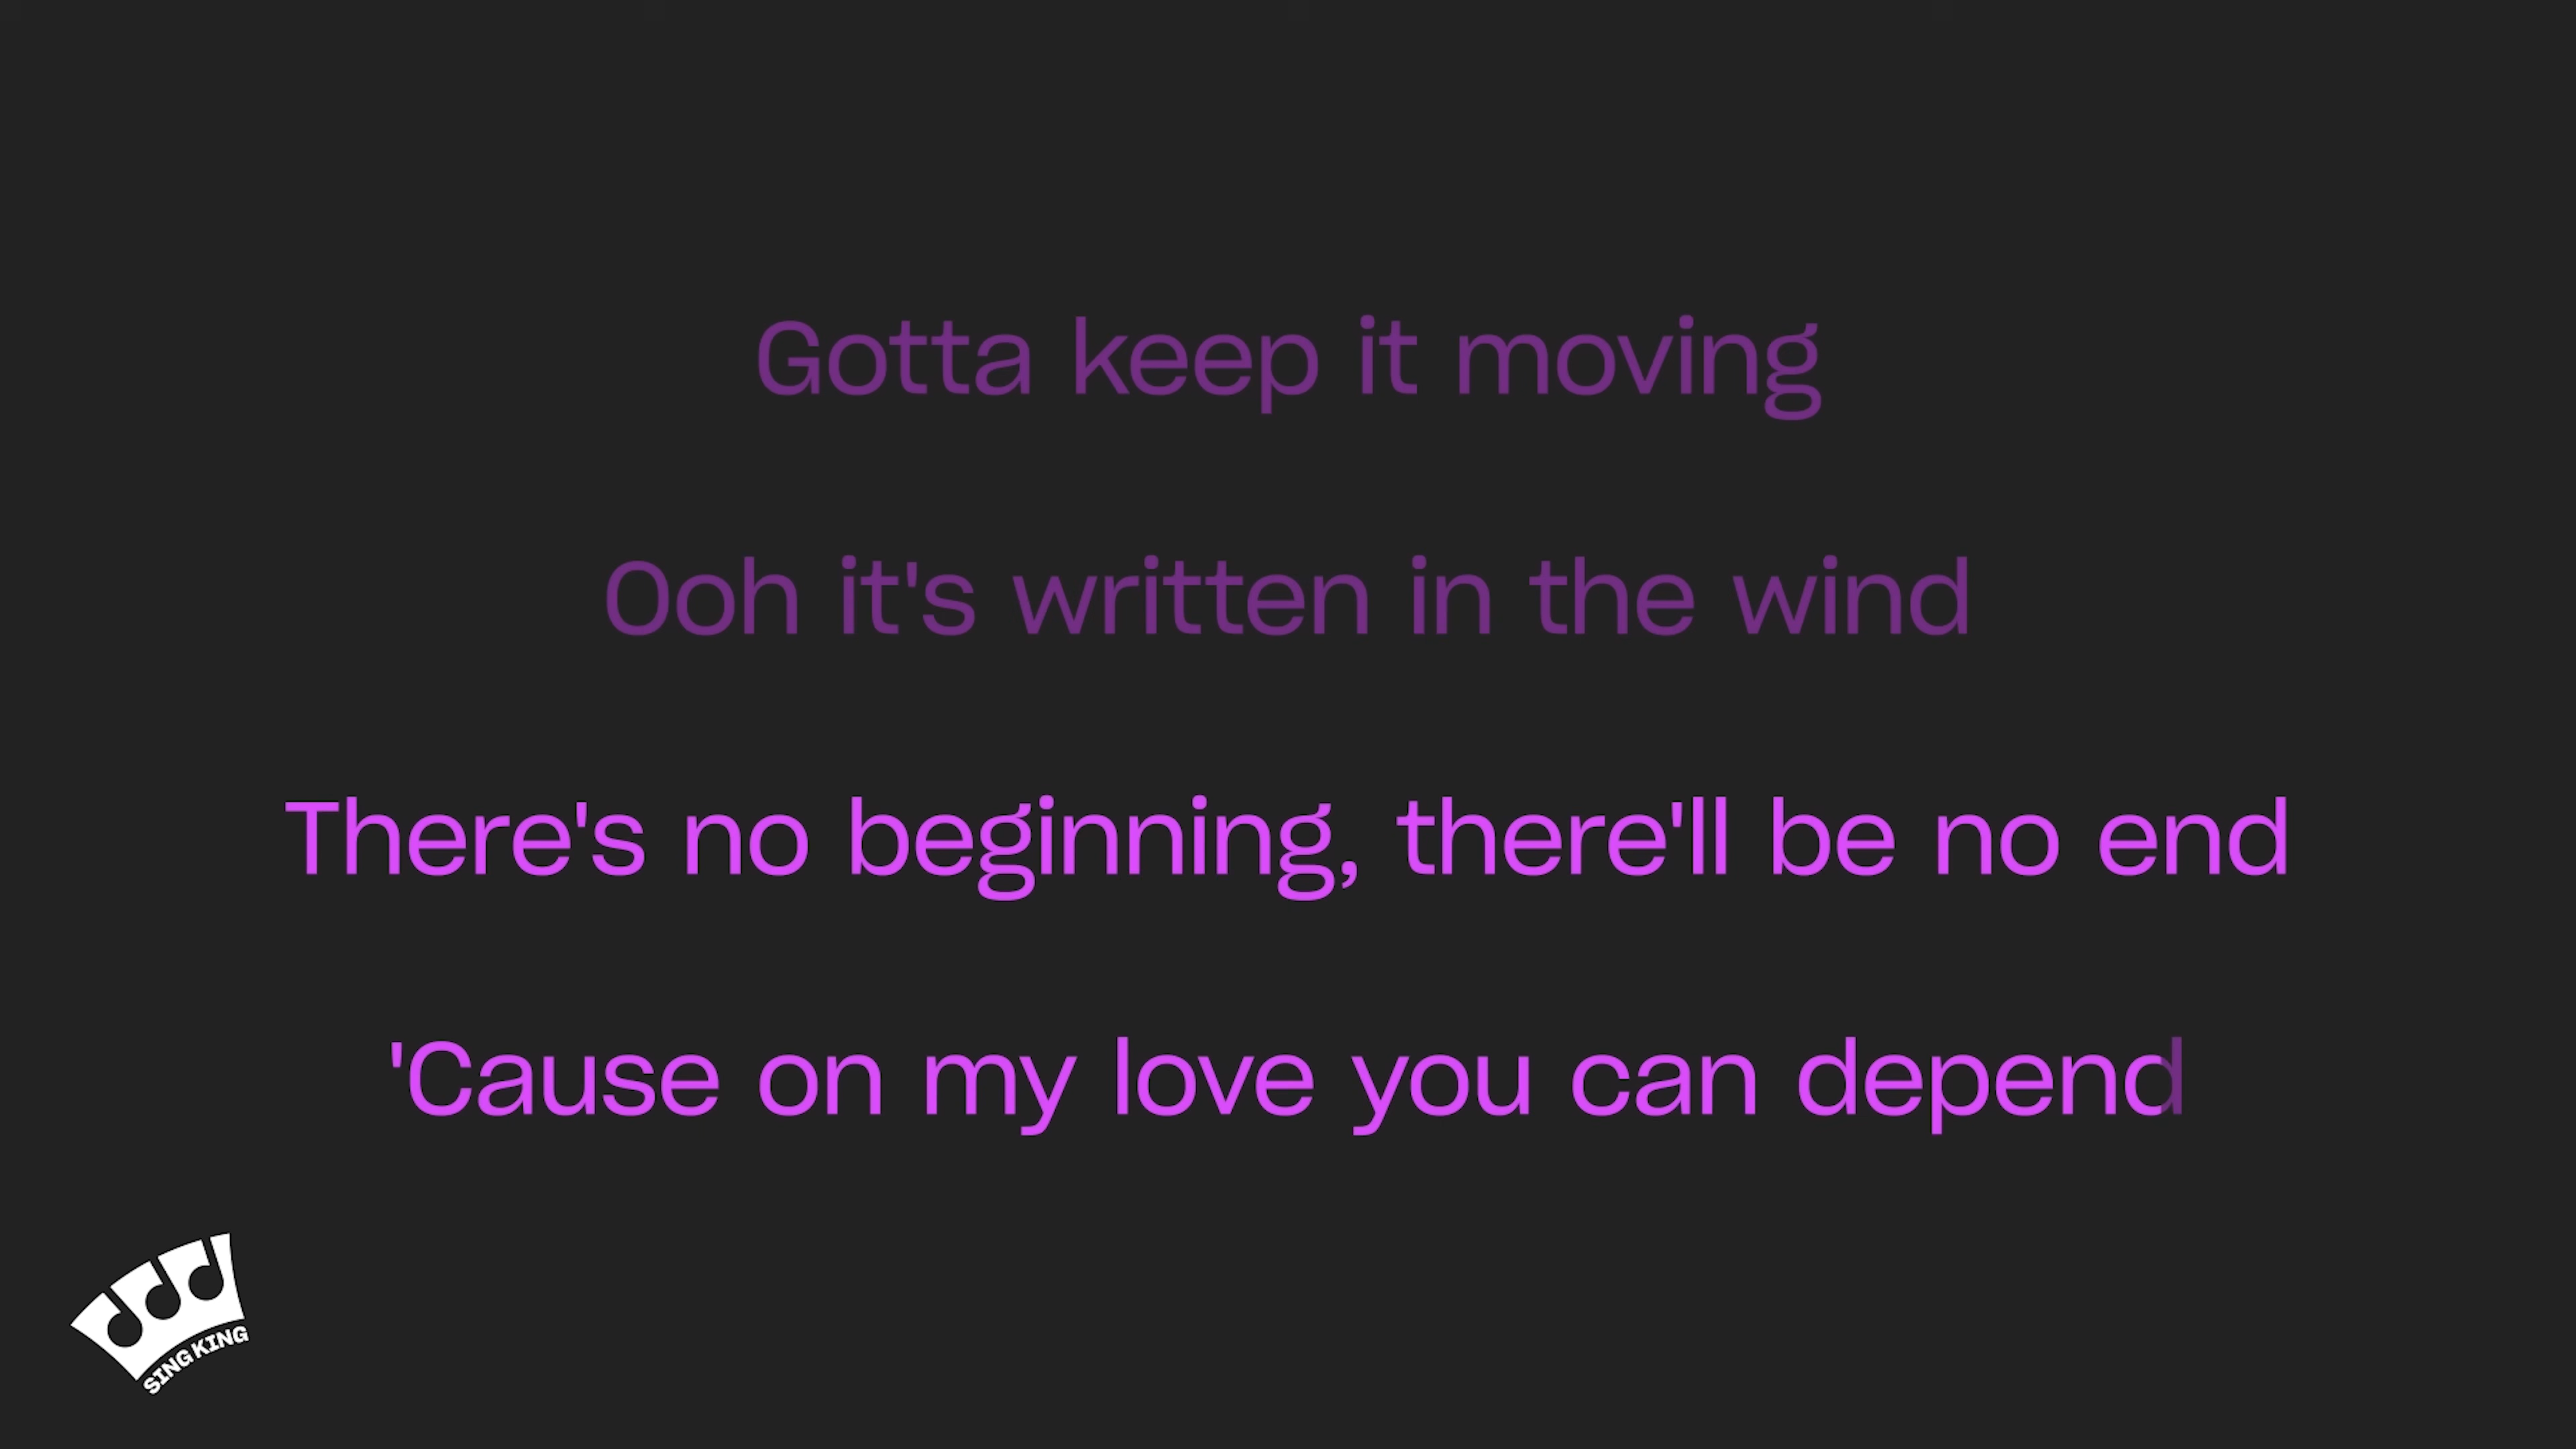 Gotta keep it moving
Ooh it's written in the wind
There's no beginning, there'll be no end
'Cause on my love you can depend
SING KING